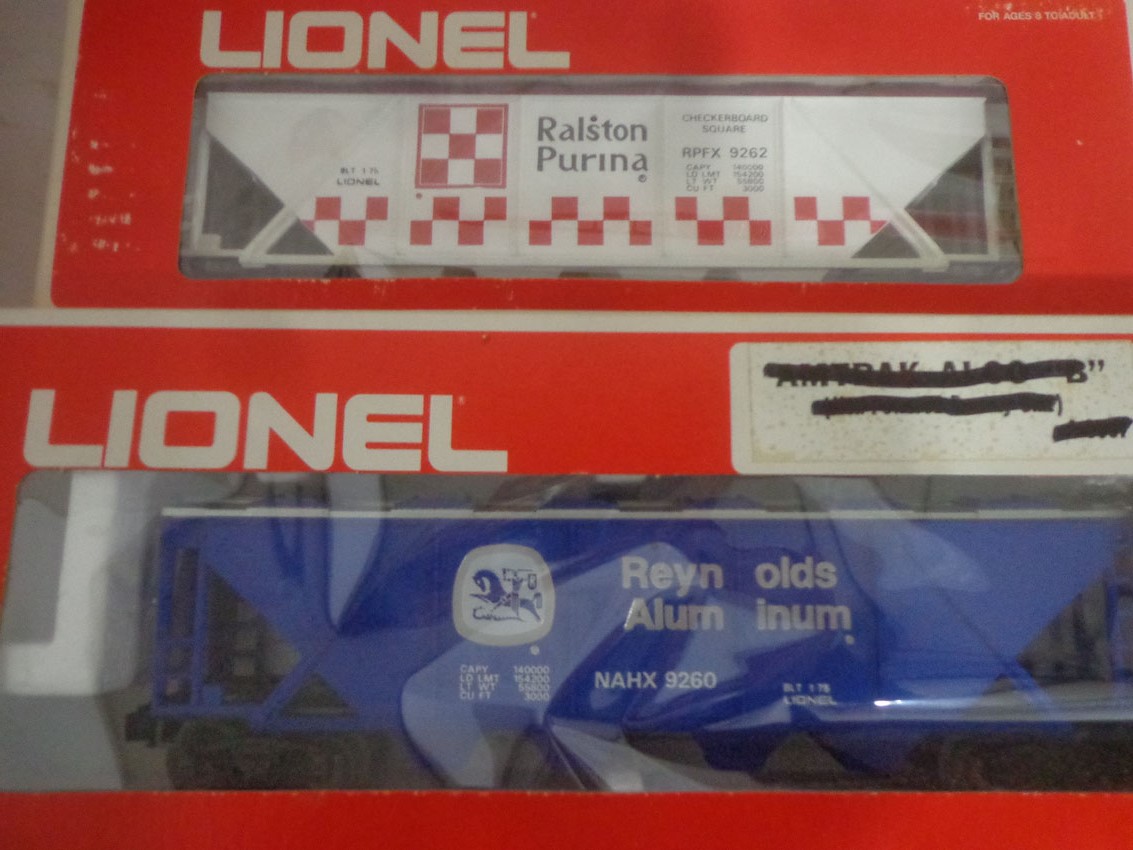 LIONEL
FOR AGES 8 TO ADULT
Ralston
Purina
®
CHECKERBOARD
SQUARE
RPFX 9262
CAPY 140000
LD LMT 154200
LT WT 55800
CU FT 3000
BLT 1 75
LIONEL
LIONEL
"AMTRAK ALCO "B"
Reyn olds
Alum inum
®
CAPY 140000
LD LMT 154200
LT WT 55800
CU FT 3000
NAHX 9260
BLT 1 75
LIONEL